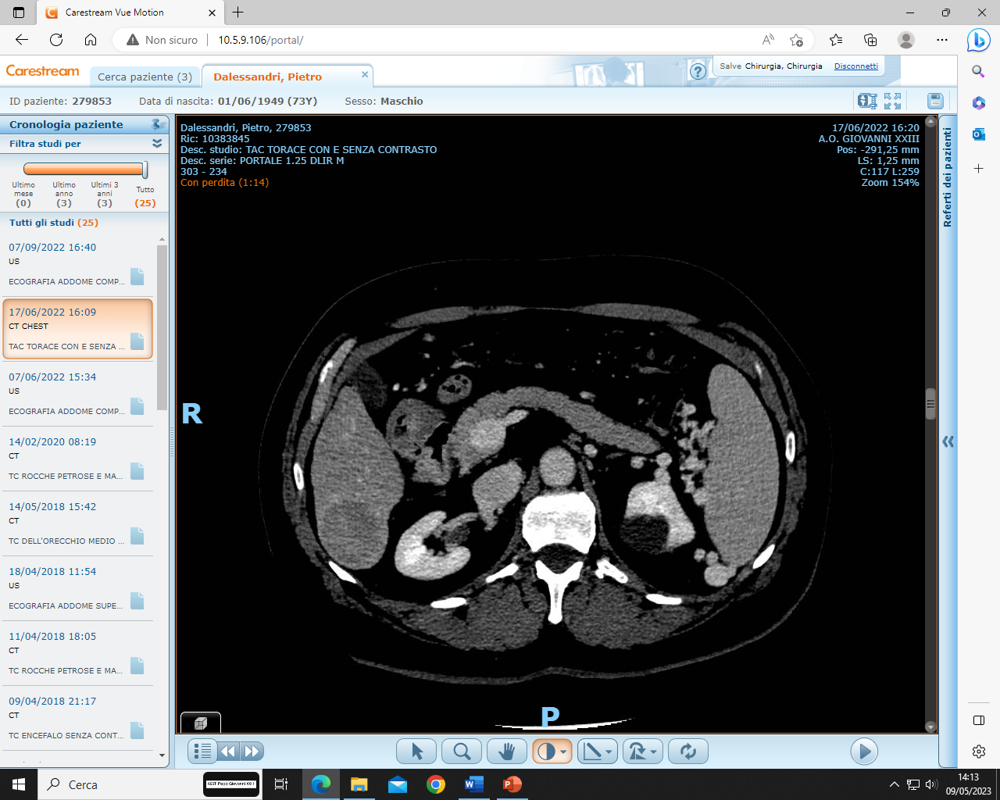 Carestream Vue Motion
Non sicuro
10.5.9.106/portal/
Carestream
Cerca paziente (3)
Dalessandri, Pietro
Salve Chirurgia, Chirurgia Disconnetti
ID paziente: 279853
Data di nascita: 01/06/1949 (73Y)
Sesso: Maschio
Cronologia paziente
Filtra studi per
Ultimo mese (0)
Ultimo anno (3)
Ultimi 3 anni (3)
Tutto (25)
Tutti gli studi (25)
07/09/2022 16:40
US
ECOGRAFIA ADDOME COMP...
17/06/2022 16:09
CT CHEST
TAC TORACE CON E SENZA ...
07/06/2022 15:34
US
ECOGRAFIA ADDOME COMP...
14/02/2020 08:19
CT
TC ROCCHE PETROSE E MA...
14/05/2018 15:42
CT
TC DELL'ORECCHIO MEDIO ...
18/04/2018 11:54
US
ECOGRAFIA ADDOME SUPE...
11/04/2018 18:05
CT
TC ROCCHE PETROSE E MA...
09/04/2018 21:17
CT
TC ENCEFALO SENZA CONT...
Dalessandri, Pietro, 279853
Ric: 10383845
Desc. studio: TAC TORACE CON E SENZA CONTRASTO
Desc. serie: PORTALE 1.25 DLIR M
303 - 234
Con perdita (1:14)
17/06/2022 16:20
A.O. GIOVANNI XXIII
Pos: -291,25 mm
LS: 1,25 mm
C:117 L:259
Zoom 154%
R
P
Referti dei pazienti
Cerca
ASST Papa Giovanni XXIII
14:13
09/05/2023